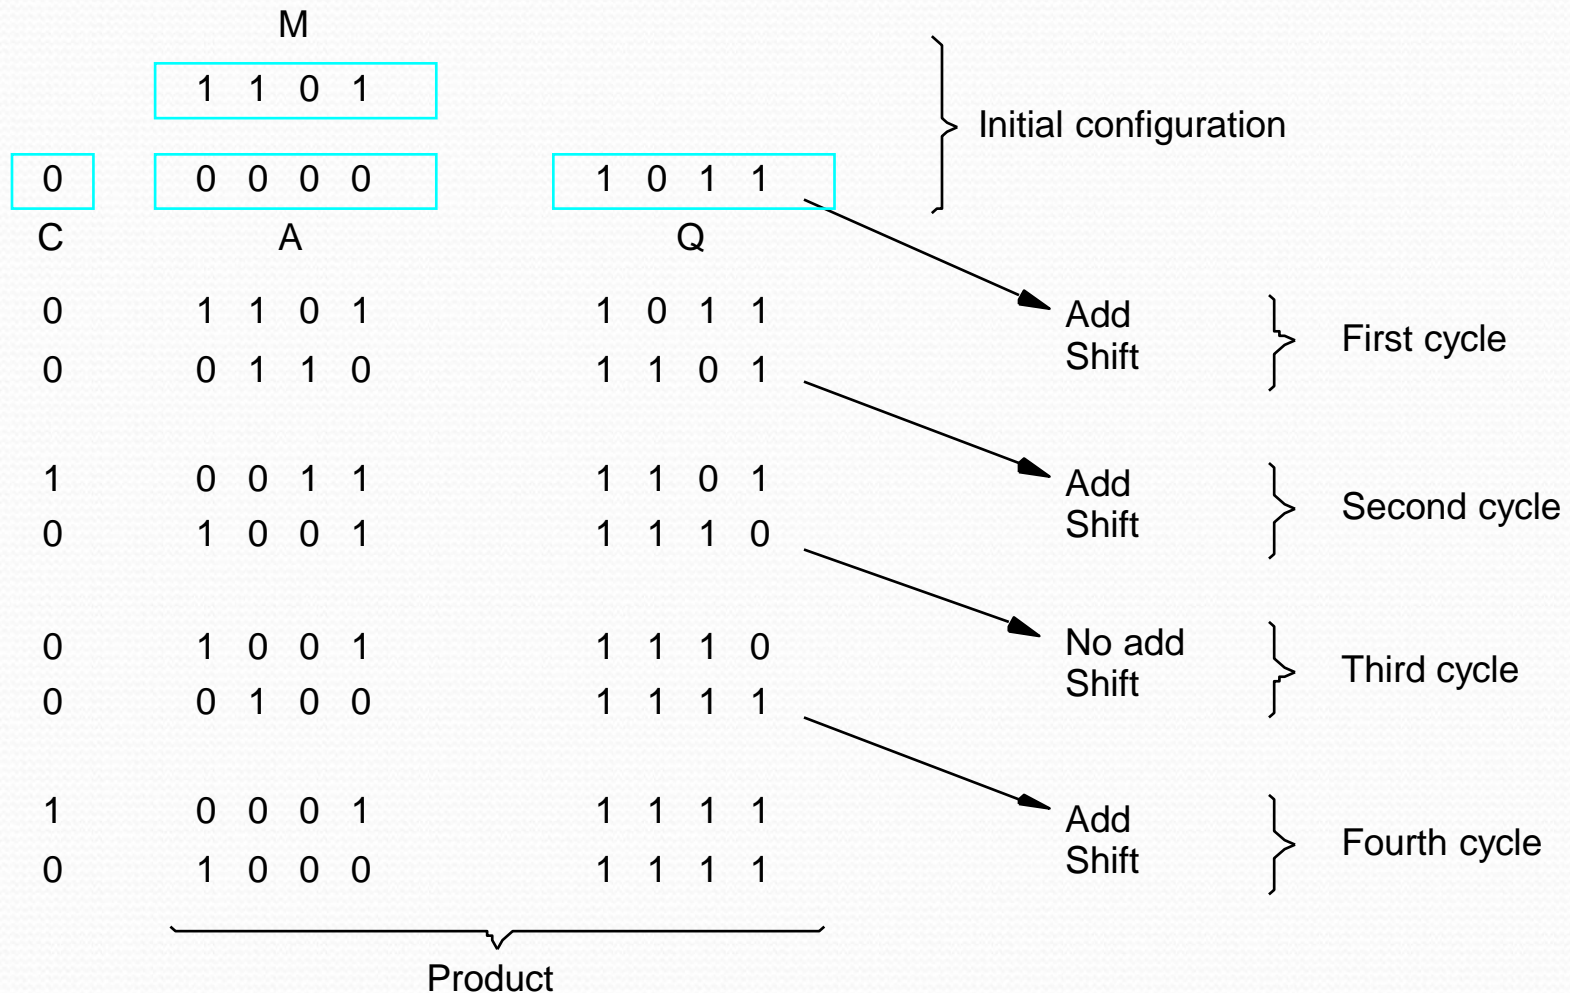 M
1 1 0 1
Initial configuration
0 0 0 0 0 1 0 1 1
C A Q
0 1 1 0 1 1 0 1 1 Add
Shift First cycle
0 0 1 1 0 1 1 0 1
1 0 0 1 1 1 1 0 1 Add
Shift Second cycle
0 1 0 0 1 1 1 1 0
0 1 0 0 1 1 1 1 0 No add
Shift Third cycle
0 0 1 0 0 1 1 1 1
1 0 0 0 1 1 1 1 1 Add
Shift Fourth cycle
0 1 0 0 0 1 1 1 1
Product